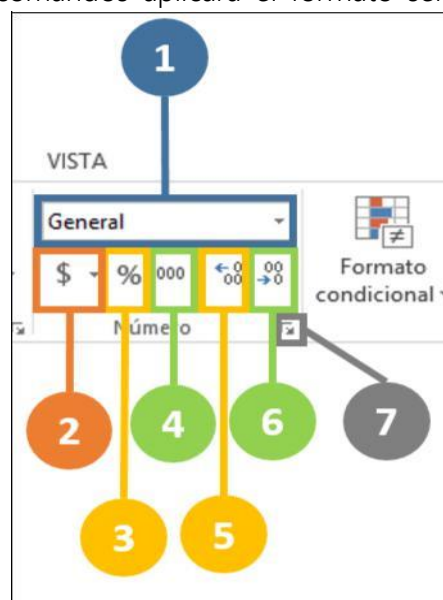 comandos aplicará el formato
1
VISTA
General
$ % 000 ←0 00 00 →0
Formato
condicional
Número
2 4 6 7
3 5